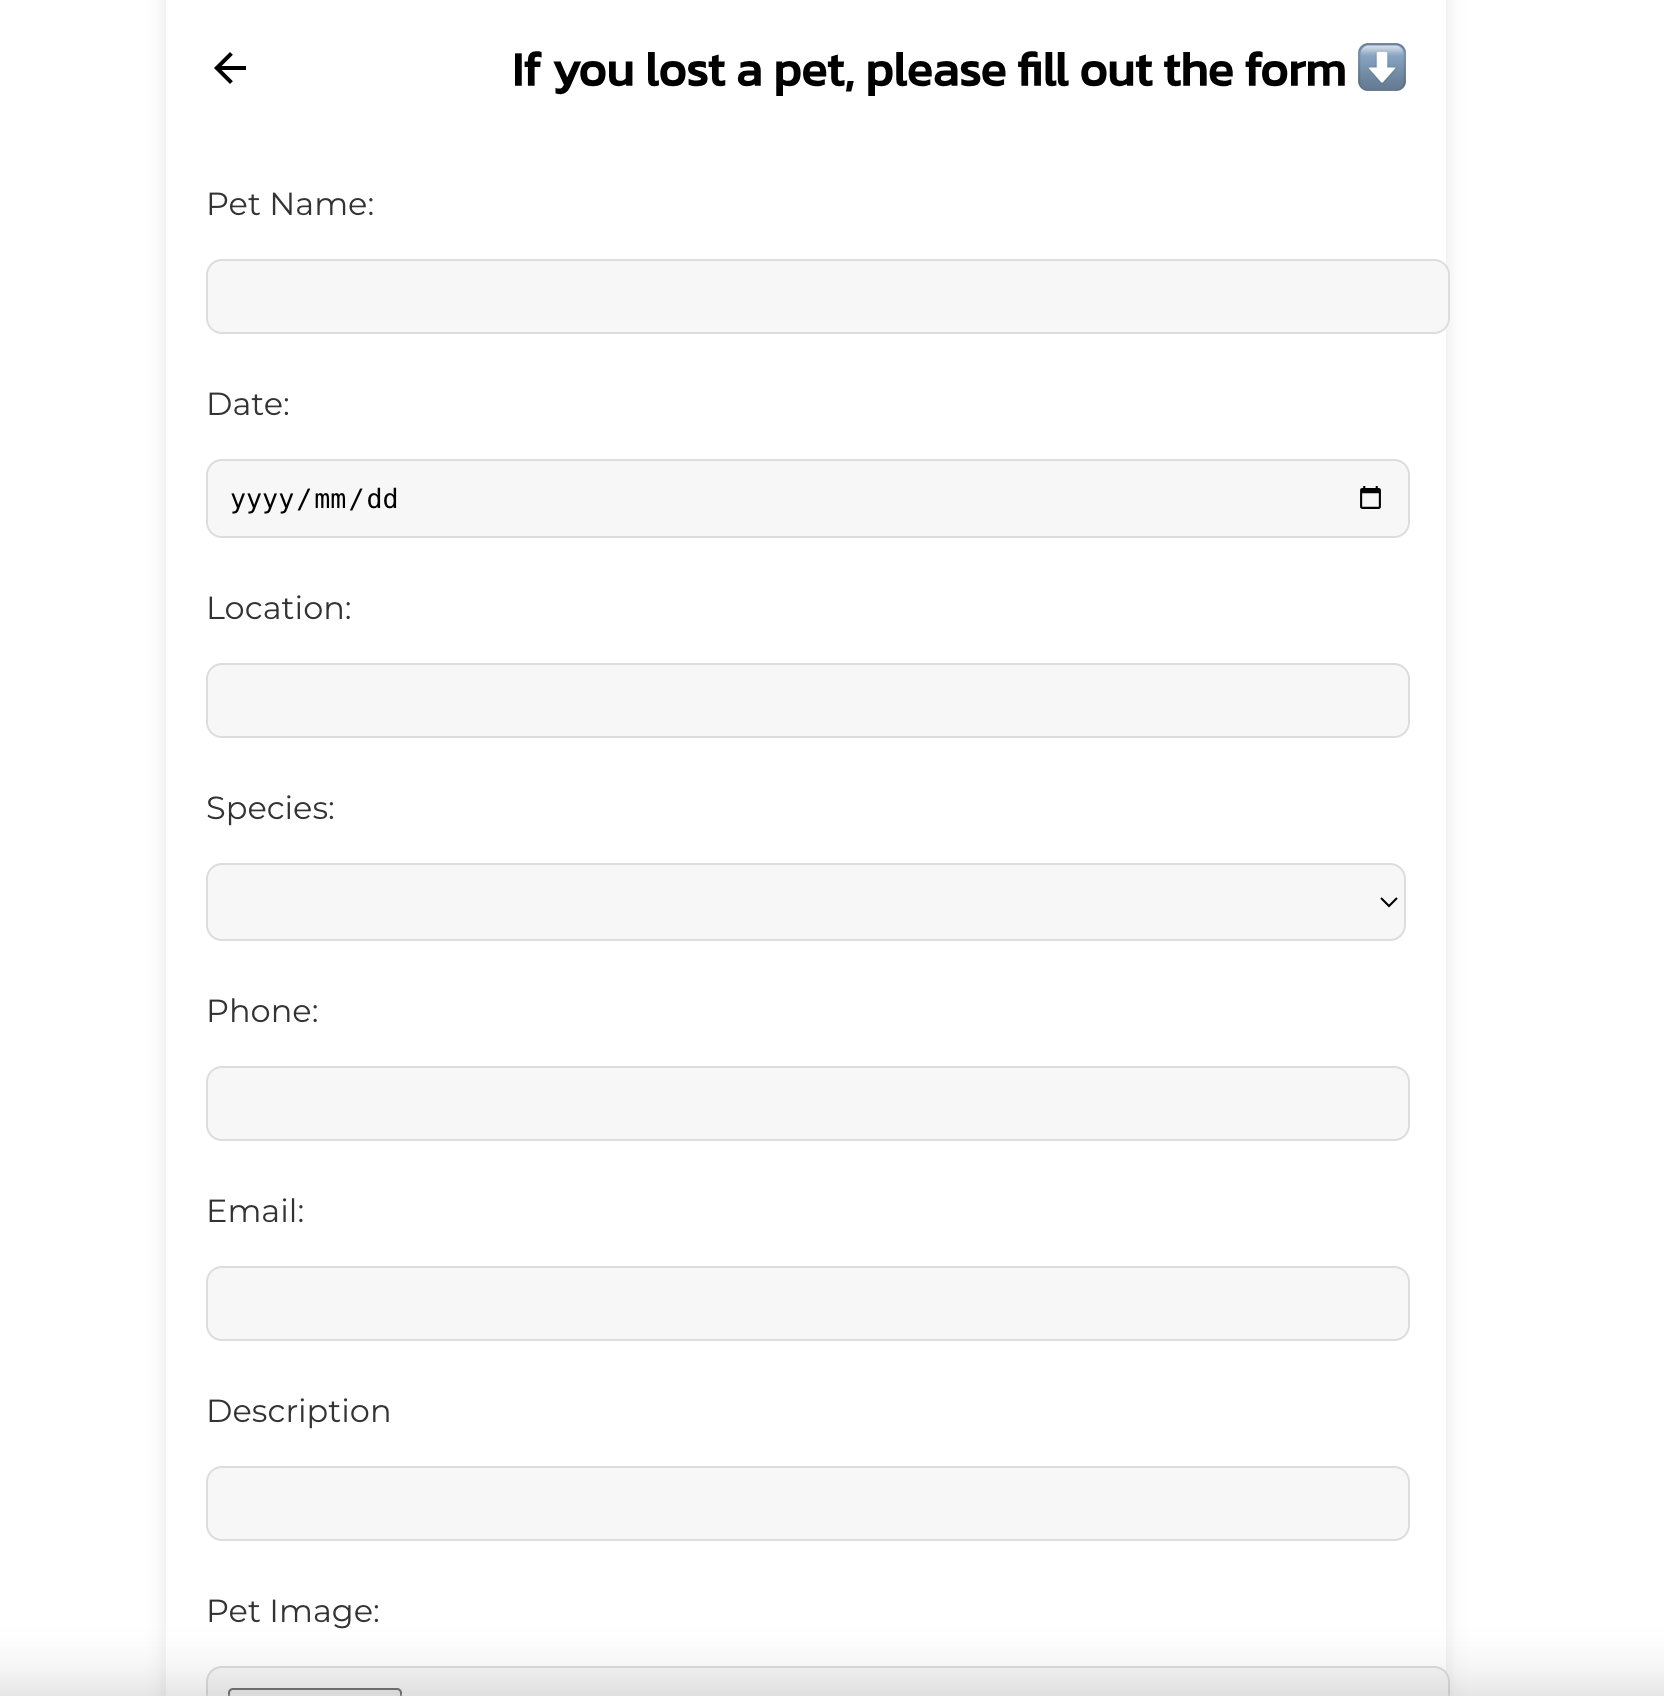 If you lost a pet, please fill out the form ⬇️
Pet Name:
Date:
yyyy/mm/dd
Location:
Species:
Phone:
Email:
Description
Pet Image: